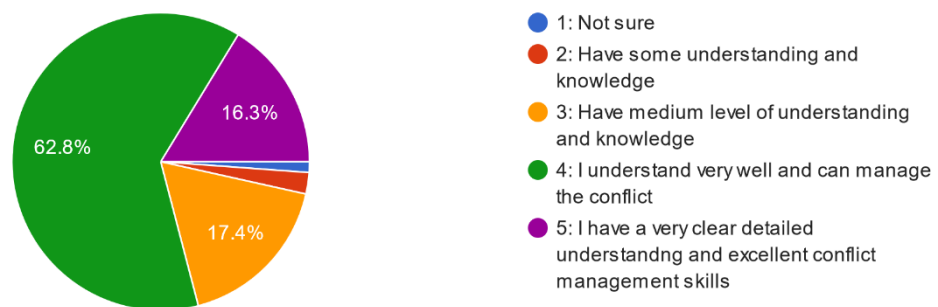 62.8%
16.3%
17.4%
1: Not sure
2: Have some understanding and
knowledge
3: Have medium level of understanding
and knowledge
4: I understand very well and can manage
the conflict
5: I have a very clear detailed
understandng and excellent conflict
management skills